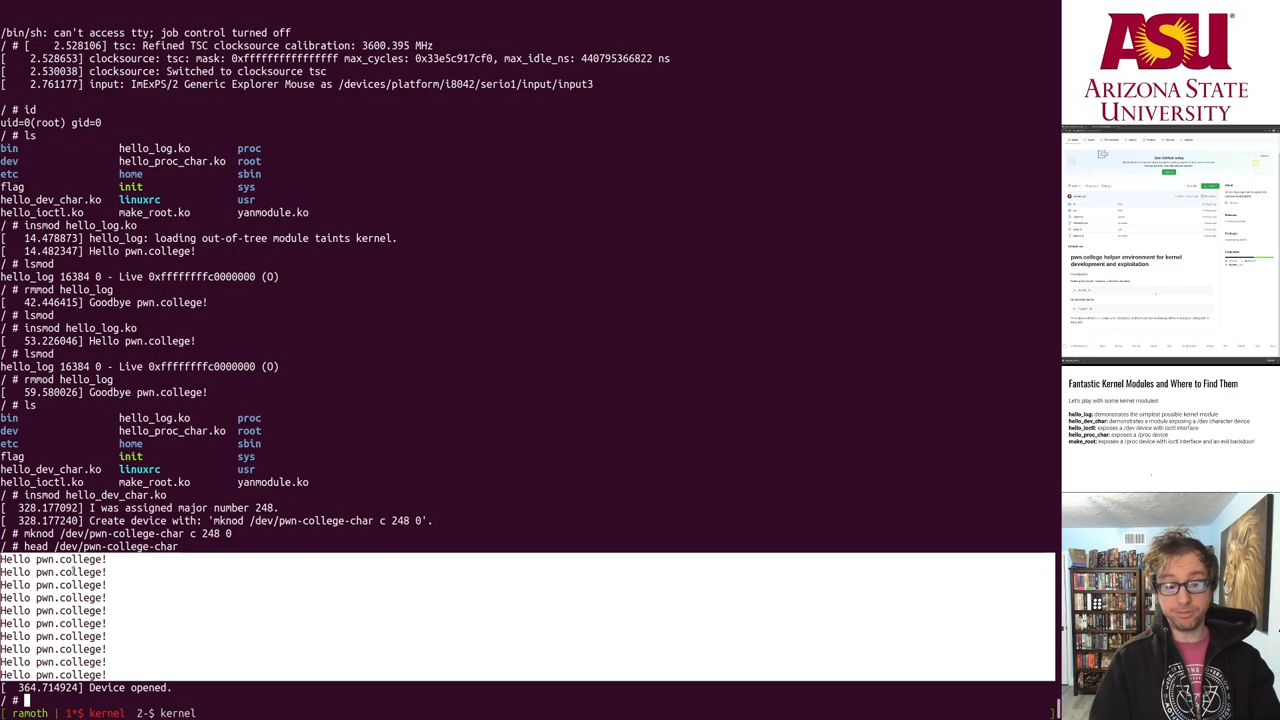 /bin/sh: can't access tty; job control turned off
/ # [    2.528106] tsc: Refined TSC clocksource calibration: 3600.395 MHz
[    2.528653] clocksource: tsc: mask: 0xffffffffffffffff max_cycles: 0x33e5c917cf0, max_idle_ns: 440795366822 ns
[    2.530038] clocksource: Switched to clocksource tsc
[    2.761177] input: ImExPS/2 Generic Explorer Mouse as /devices/platform/i8042/serio1/input/input3
/ # id
uid=0(root) gid=0
/ # ls
bin hello_log.ko proc
dev hello_proc_char.ko root
etc home sbin
flag init sys
hello_dev_char.ko linuxrc usr
hello_ioctl.ko make_root.ko yanmodule.ko
/ # insmod hello_log.ko
[   14.487887] hello_log: loading out-of-tree module taints kernel.
[   14.489173] Hello pwn.college!
/ # lsmod
hello_log 16384 0 - Live 0xffffffffc0000000 (O)
/ # rmmod hello_log
[   42.446415] Goodbye pwn.college!
/ # lsmod
/ # insmod hello_log.ko
[   53.226046] Hello pwn.college!
/ # lsmod
hello_log 16384 0 - Live 0xffffffffc0000000 (O)
/ # rmmod hello_log
[   59.580026] Goodbye pwn.college!
/ # ls
bin hello_log.ko proc
dev hello_proc_char.ko root
etc home sbin
flag init sys
hello_dev_char.ko linuxrc usr
hello_ioctl.ko make_root.ko yanmodule.ko
/ # insmod hello_dev_char.ko
[  328.177092] I was assigned major number 248.
[  328.177241] Create device with: 'mknod /dev/pwn-college-char c 248 0'.
/ # mknod /dev/pwn-college-char c 248 0
/ # head /dev/pwn-college-char
Hello pwn.college!
Hello pwn.college!
Hello pwn.college!
Hello pwn.college!
Hello pwn.college!
Hello pwn.college!
Hello pwn.college!
Hello pwn.college!
Hello pwn.college!
Hello pwn.college!
[  364.714924] Device opened.
/ #
[ ramoth | 1*$ kernel  2-$ kernel ]
ASU
ARIZONA STATE
UNIVERSITY
Join GitHub today
pwn.college helper environment for kernel
development and exploitation
Fantastic Kernel Modules and Where to Find Them
Let's play with some kernel modules!
hello_log: demonstrates the simplest possible kernel module
hello_dev_char: demonstrates a module exposing a /dev character device
hello_ioctl: exposes a /dev device with ioctl interface
hello_proc_char: exposes a /proc device
make_root: exposes a /proc device with ioctl interface and an evil backdoor!